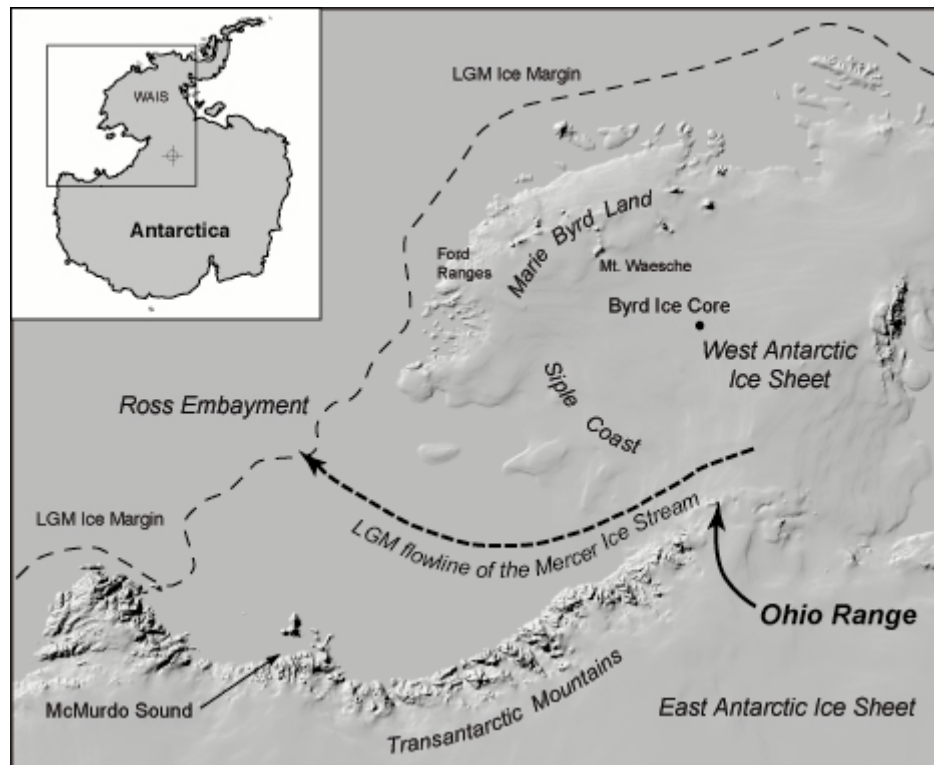 WAIS
Antarctica
LGM Ice Margin
Marie Byrd Land
Ford
Ranges
Mt. Waesche
Byrd Ice Core
West Antarctic
Ice Sheet
Siple Coast
Ross Embayment
LGM flowline of the Mercer Ice Stream
LGM Ice Margin
Ohio Range
McMurdo Sound
Transantarctic Mountains
East Antarctic Ice Sheet